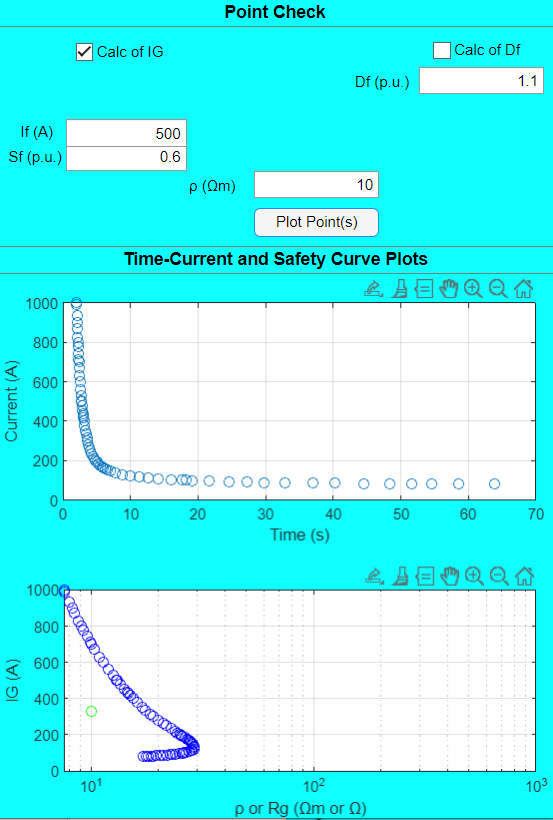 Point Check
Calc of IG
Calc of Df
Df (p.u.) 1.1
If (A) 500
Sf (p.u.) 0.6
ρ (Ωm) 10
Plot Point(s)
Time-Current and Safety Curve Plots
1000
800
600
400
200
0
Current (A)
0 10 20 30 40 50 60 70
Time (s)
1000
800
600
400
200
0
IG (A)
10¹ 10² 10³
ρ or Rg (Ωm or Ω)